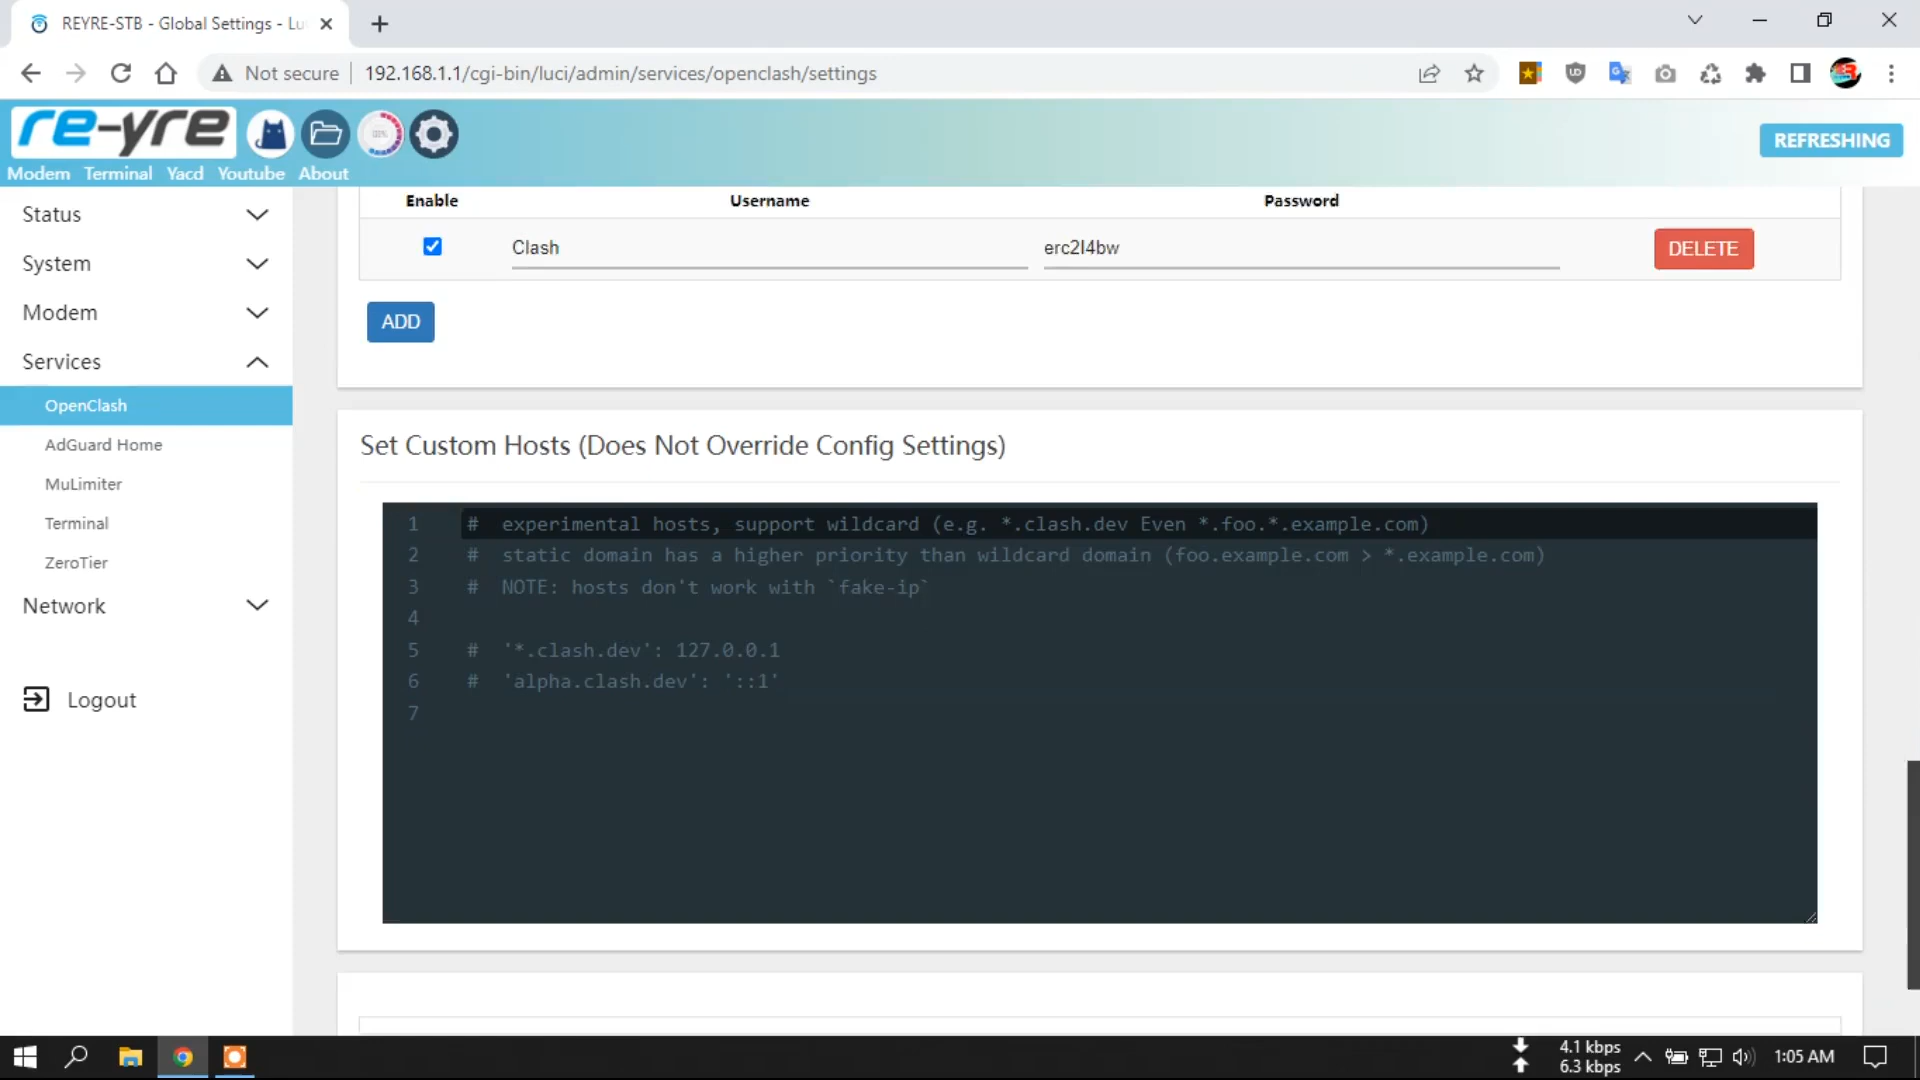 REYRE-STB - Global Settings - Lu
Not secure
192.168.1.1/cgi-bin/luci/admin/services/openclash/settings
re-yre
REFRESHING
Modem Terminal Yacd Youtube About
Status
System
Modem
Services
OpenClash
AdGuard Home
MuLimiter
Terminal
ZeroTier
Network
Logout
Enable Username Password
Clash erc2l4bw DELETE
ADD
Set Custom Hosts (Does Not Override Config Settings)
1 # experimental hosts, support wildcard (e.g. *.clash.dev Even *.foo.*.example.com)
2 # static domain has a higher priority than wildcard domain (foo.example.com > *.example.com)
3 # NOTE: hosts don't work with `fake-ip`
4
5 # '*.clash.dev': 127.0.0.1
6 # 'alpha.clash.dev': '::1'
7
4.1 kbps
6.3 kbps
1:05 AM